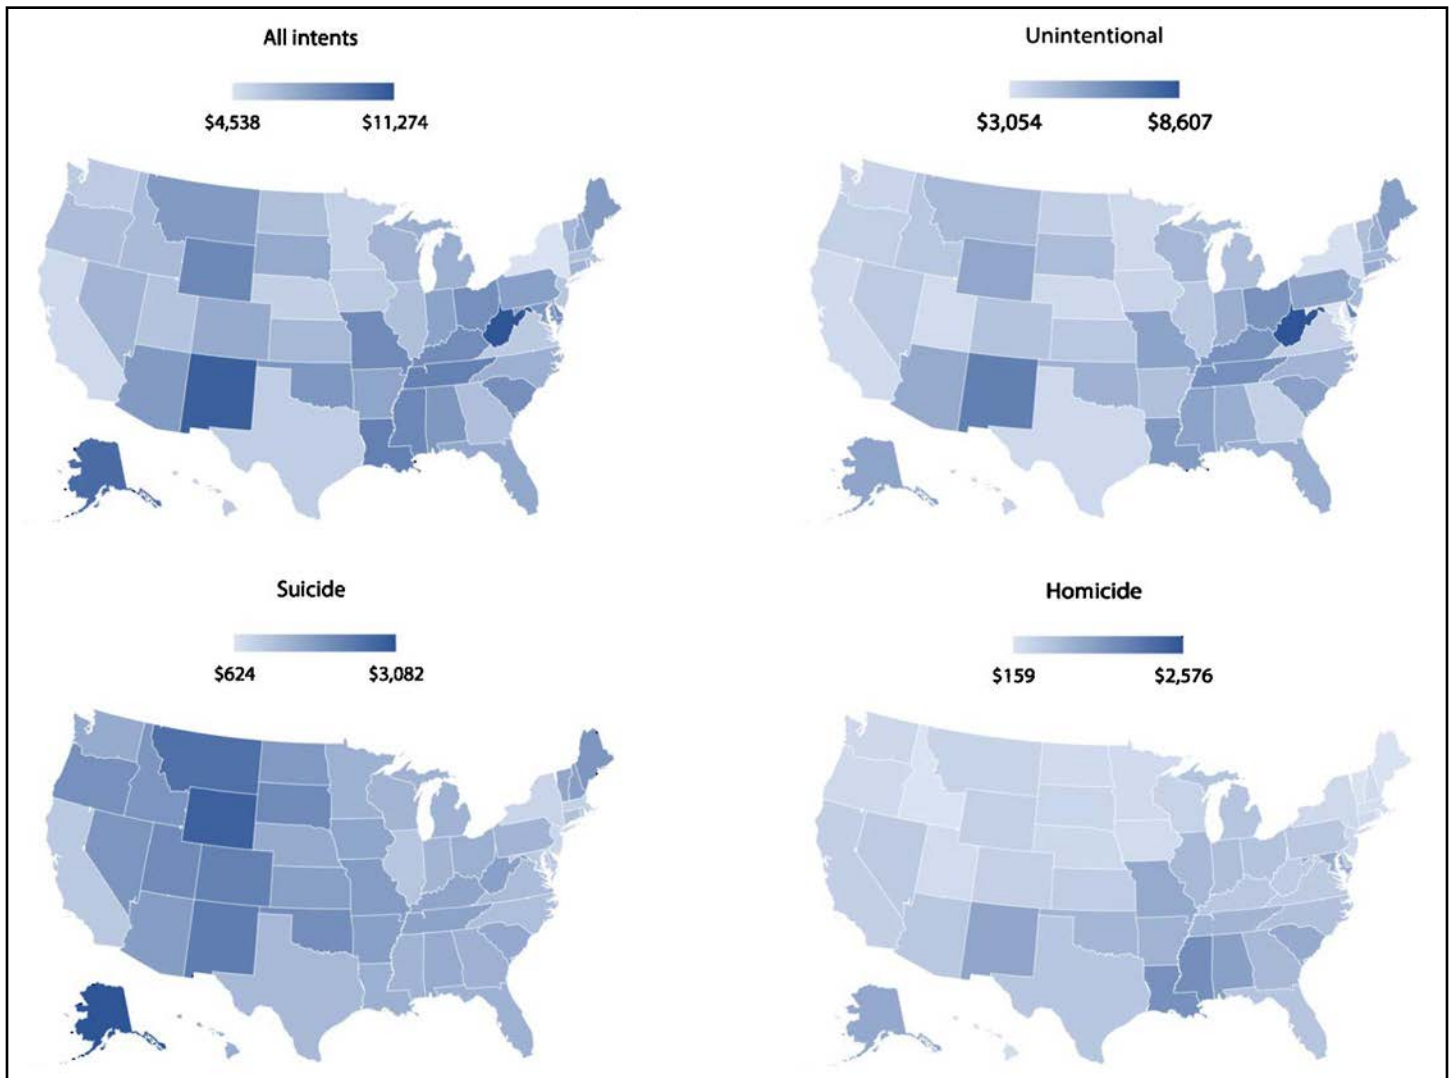 All intents
$4,538 $11,274
Unintentional
$3,054 $8,607
Suicide
$624 $3,082
Homicide
$159 $2,576